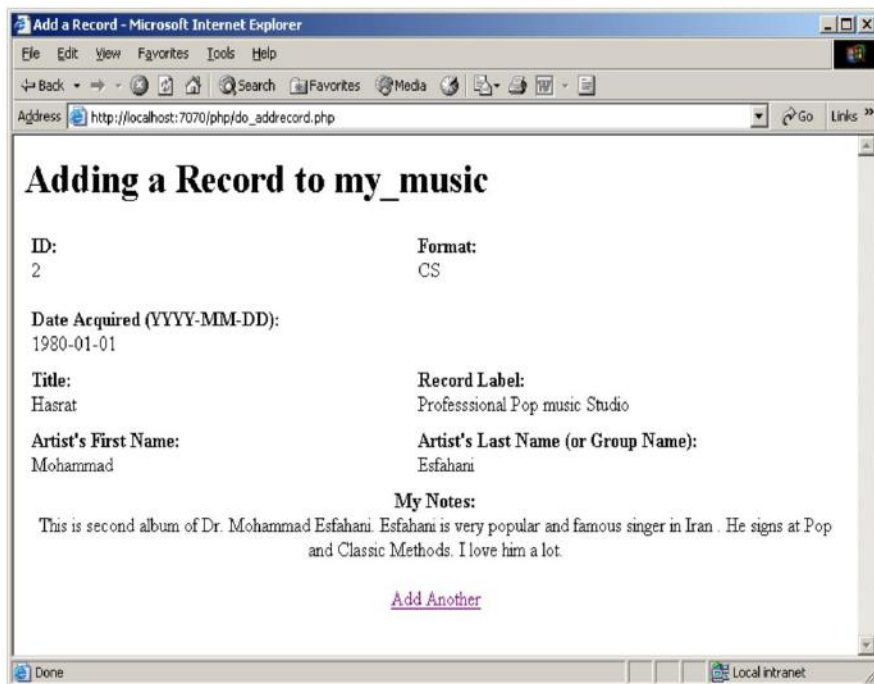 Add a Record - Microsoft Internet Explorer
File Edit View Favorites Tools Help
Back Search Favorites Media
Address http://localhost:7070/php/do_addrecord.php Go Links »
Adding a Record to my_music
ID: Format:
2 CS
Date Acquired (YYYY-MM-DD):
1980-01-01
Title: Record Label:
Hasrat Professsional Pop music Studio
Artist's First Name: Artist's Last Name (or Group Name):
Mohammad Esfahani
My Notes:
This is second album of Dr. Mohammad Esfahani. Esfahani is very popular and famous singer in Iran . He signs at Pop
and Classic Methods. I love him a lot.
Add Another
Done Local intranet